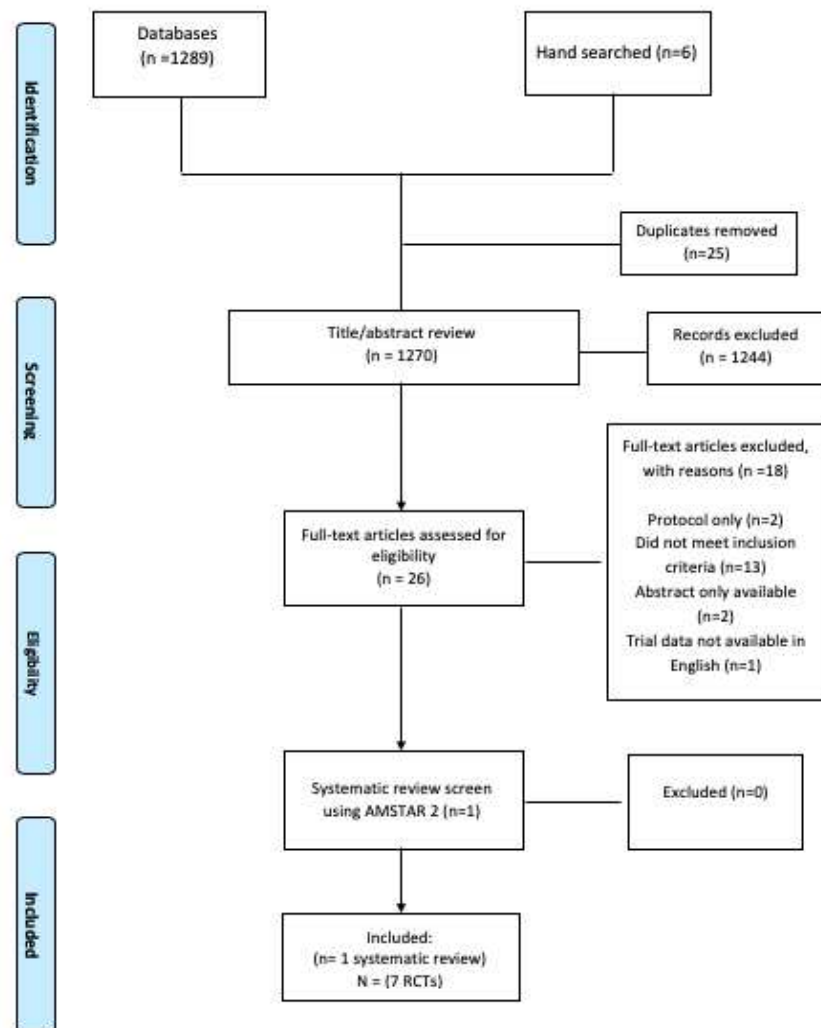 Identification
Databases
(n =1289)
Hand searched (n=6)
Duplicates removed
(n=25)
Screening
Title/abstract review
(n = 1270)
Records excluded
(n = 1244)
Full-text articles excluded,
with reasons (n =18)
Protocol only (n=2)
Did not meet inclusion
criteria (n=13)
Abstract only available
(n=2)
Trial data not available in
English (n=1)
Full-text articles assessed for
eligibility
(n = 26)
Eligibility
Systematic review screen
using AMSTAR 2 (n=1)
Excluded (n=0)
Included
Included:
(n= 1 systematic review)
N = (7 RCTs)